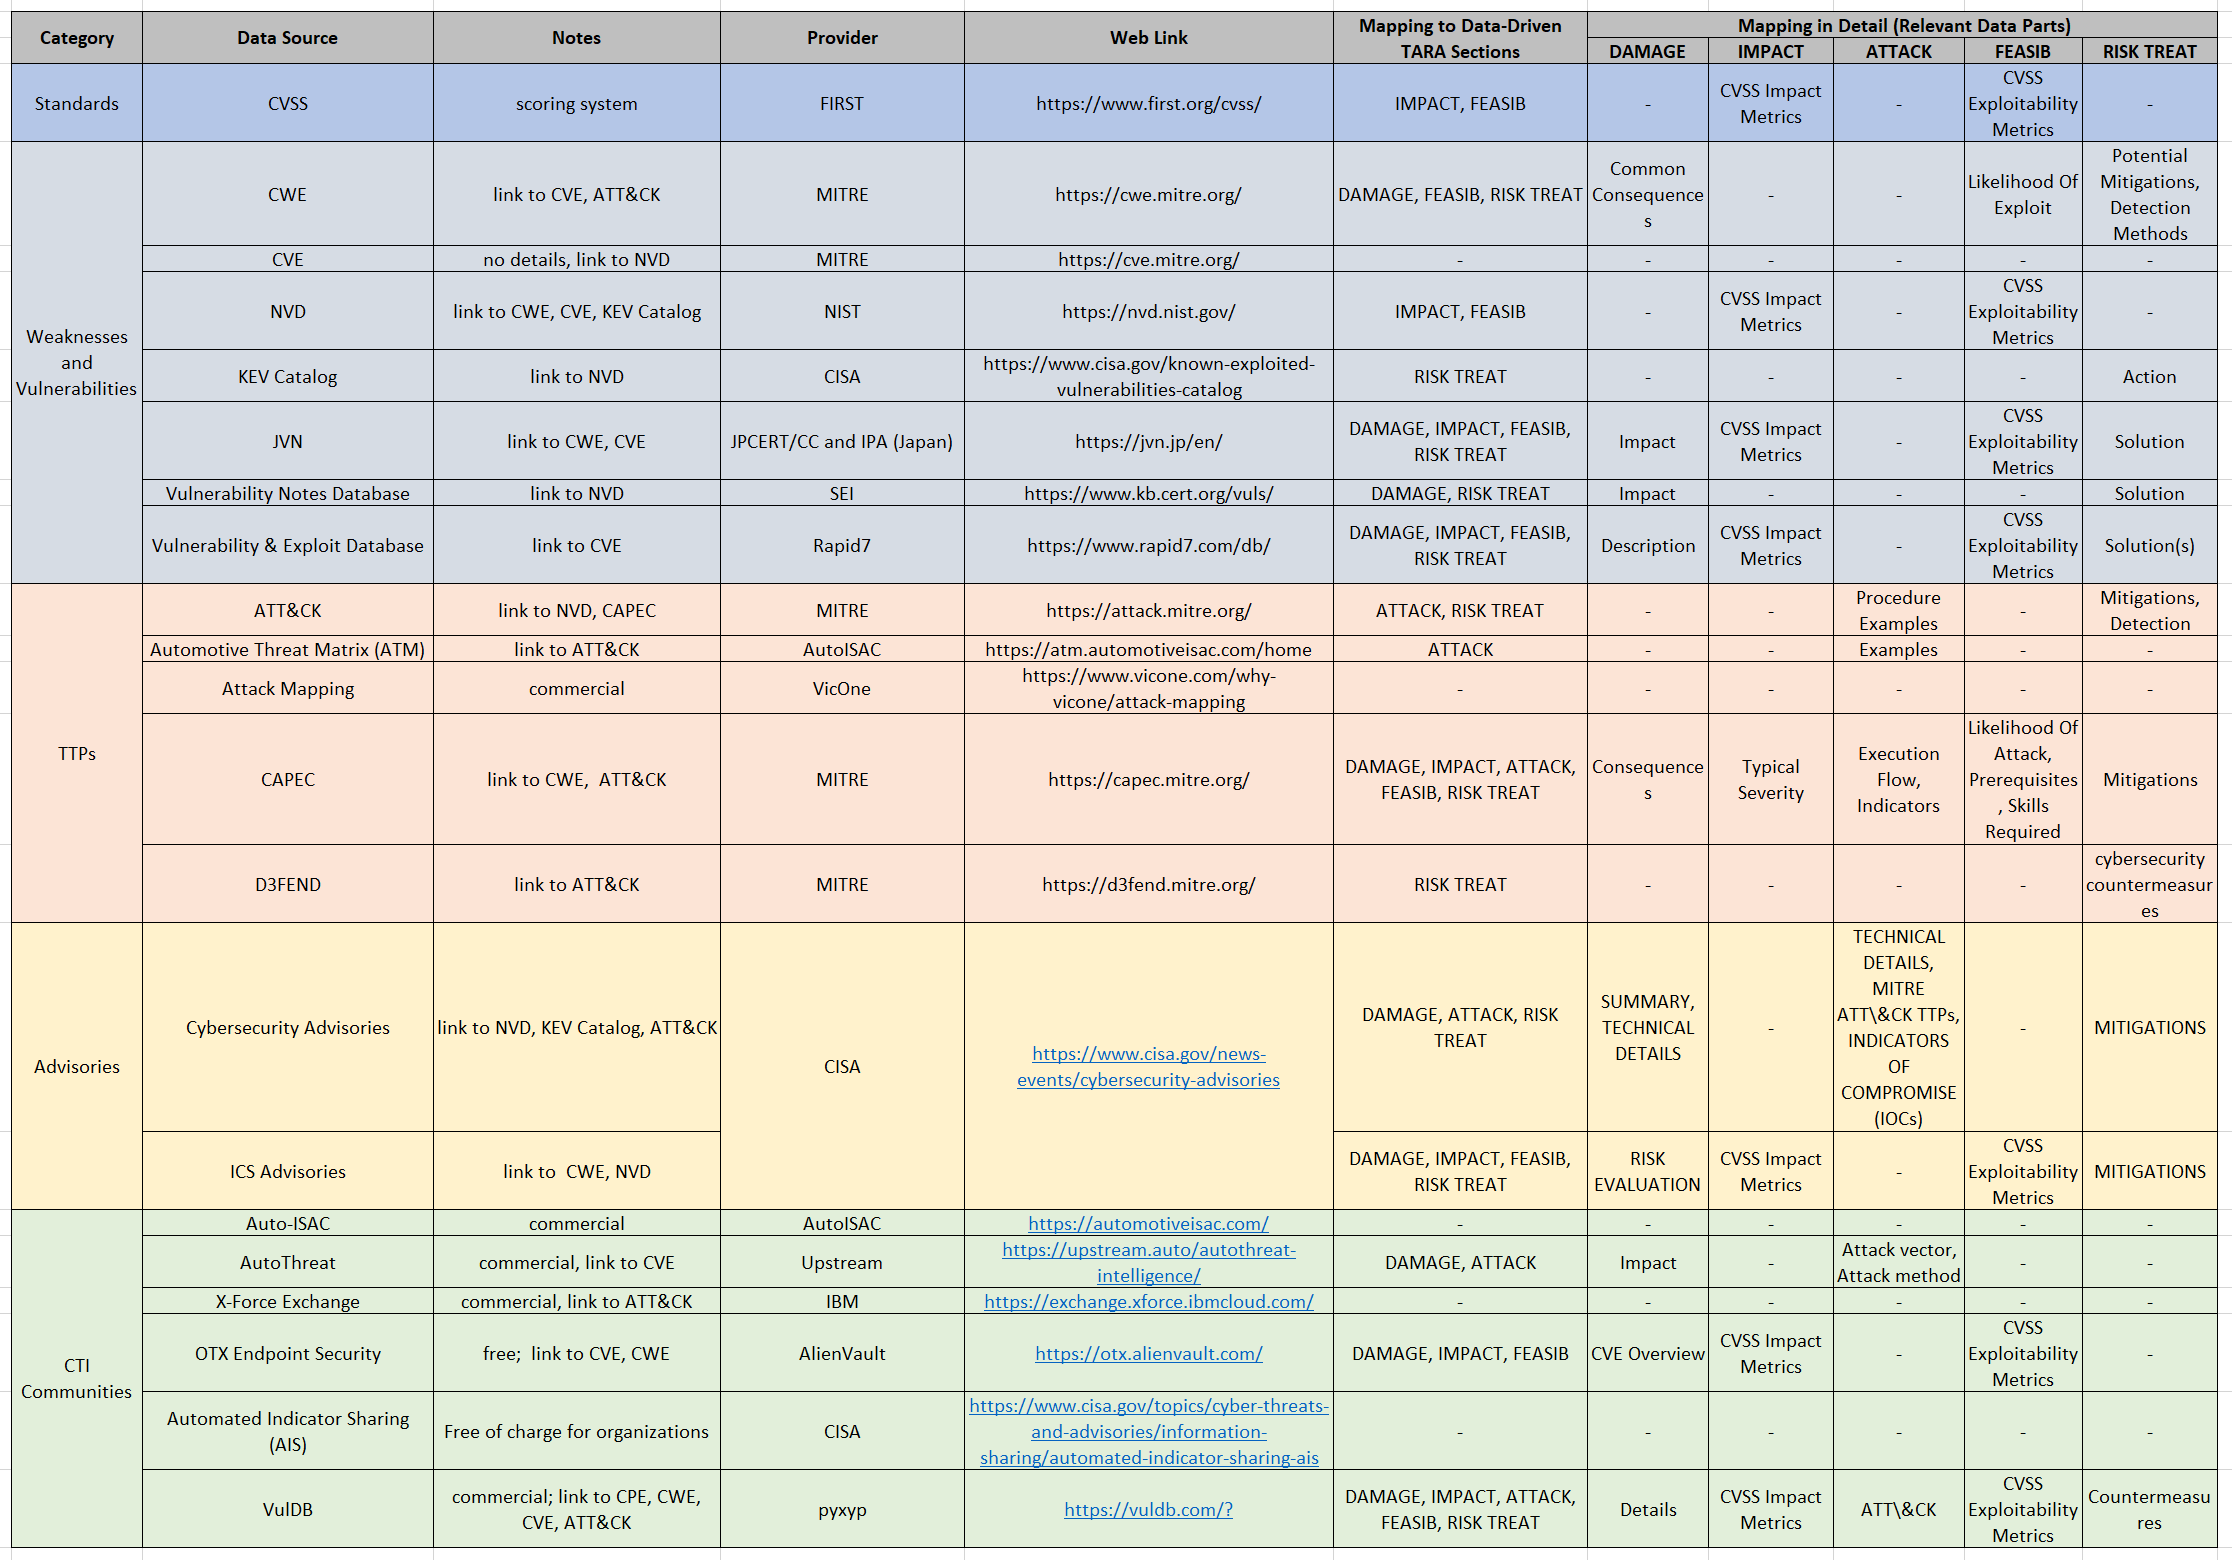 Category
Data Source
Notes
Provider
Web Link
Mapping to Data-Driven
TARA Sections
Mapping in Detail (Relevant Data Parts)
DAMAGE
IMPACT
ATTACK
FEASIB
RISK TREAT
Standards
CVSS
scoring system
FIRST
https://www.first.org/cvss/
IMPACT, FEASIB
-
CVSS Impact
Metrics
-
CVSS
Exploitability
Metrics
-
Weaknesses
and
Vulnerabilities
CWE
link to CVE, ATT&CK
MITRE
https://cwe.mitre.org/
DAMAGE, FEASIB, RISK TREAT
Common
Consequence
s
-
-
Likelihood Of
Exploit
Potential
Mitigations,
Detection
Methods
CVE
no details, link to NVD
MITRE
https://cve.mitre.org/
-
-
-
-
-
-
NVD
link to CWE, CVE, KEV Catalog
NIST
https://nvd.nist.gov/
IMPACT, FEASIB
-
CVSS Impact
Metrics
-
CVSS
Exploitability
Metrics
-
KEV Catalog
link to NVD
CISA
https://www.cisa.gov/known-exploited-
vulnerabilities-catalog
RISK TREAT
-
-
-
-
Action
JVN
link to CWE, CVE
JPCERT/CC and IPA (Japan)
https://jvn.jp/en/
DAMAGE, IMPACT, FEASIB,
RISK TREAT
Impact
CVSS Impact
Metrics
-
CVSS
Exploitability
Metrics
Solution
Vulnerability Notes Database
link to NVD
SEI
https://www.kb.cert.org/vuls/
DAMAGE, RISK TREAT
Impact
-
-
-
Solution
Vulnerability & Exploit Database
link to CVE
Rapid7
https://www.rapid7.com/db/
DAMAGE, IMPACT, FEASIB,
RISK TREAT
Description
CVSS Impact
Metrics
-
CVSS
Exploitability
Metrics
Solution(s)
TTPs
ATT&CK
link to NVD, CAPEC
MITRE
https://attack.mitre.org/
ATTACK, RISK TREAT
-
-
Procedure
Examples
-
Mitigations,
Detection
Automotive Threat Matrix (ATM)
link to ATT&CK
AutoISAC
https://atm.automotiveisac.com/home
ATTACK
-
-
Examples
-
-
Attack Mapping
commercial
VicOne
https://www.vicone.com/why-
vicone/attack-mapping
-
-
-
-
-
-
CAPEC
link to CWE,  ATT&CK
MITRE
https://capec.mitre.org/
DAMAGE, IMPACT, ATTACK,
FEASIB, RISK TREAT
Consequence
s
Typical
Severity
Execution
Flow,
Indicators
Likelihood Of
Attack,
Prerequisites
, Skills
Required
Mitigations
D3FEND
link to ATT&CK
MITRE
https://d3fend.mitre.org/
RISK TREAT
-
-
-
-
cybersecurity
countermeasur
es
Advisories
Cybersecurity Advisories
link to NVD, KEV Catalog, ATT&CK
CISA
https://www.cisa.gov/news-
events/cybersecurity-advisories
DAMAGE, ATTACK, RISK
TREAT
SUMMARY,
TECHNICAL
DETAILS
-
TECHNICAL
DETAILS,
MITRE
ATT\&CK TTPs,
INDICATORS
OF
COMPROMISE
(IOCs)
-
MITIGATIONS
ICS Advisories
link to  CWE, NVD
DAMAGE, IMPACT, FEASIB,
RISK TREAT
RISK
EVALUATION
CVSS Impact
Metrics
-
CVSS
Exploitability
Metrics
MITIGATIONS
CTI
Communities
Auto-ISAC
commercial
AutoISAC
https://automotiveisac.com/
-
-
-
-
-
-
AutoThreat
commercial, link to CVE
Upstream
https://upstream.auto/autothreat-
intelligence/
DAMAGE, ATTACK
Impact
-
Attack vector,
Attack method
-
-
X-Force Exchange
commercial, link to ATT&CK
IBM
https://exchange.xforce.ibmcloud.com/
-
-
-
-
-
-
OTX Endpoint Security
free;  link to CVE, CWE
AlienVault
https://otx.alienvault.com/
DAMAGE, IMPACT, FEASIB
CVE Overview
CVSS Impact
Metrics
-
CVSS
Exploitability
Metrics
-
Automated Indicator Sharing
(AIS)
Free of charge for organizations
CISA
https://www.cisa.gov/topics/cyber-threats-
and-advisories/information-
sharing/automated-indicator-sharing-ais
-
-
-
-
-
-
VulDB
commercial; link to CPE, CWE,
CVE, ATT&CK
pyxyp
https://vuldb.com/?
DAMAGE, IMPACT, ATTACK,
FEASIB, RISK TREAT
Details
CVSS Impact
Metrics
ATT\&CK
CVSS
Exploitability
Metrics
Countermeasu
res